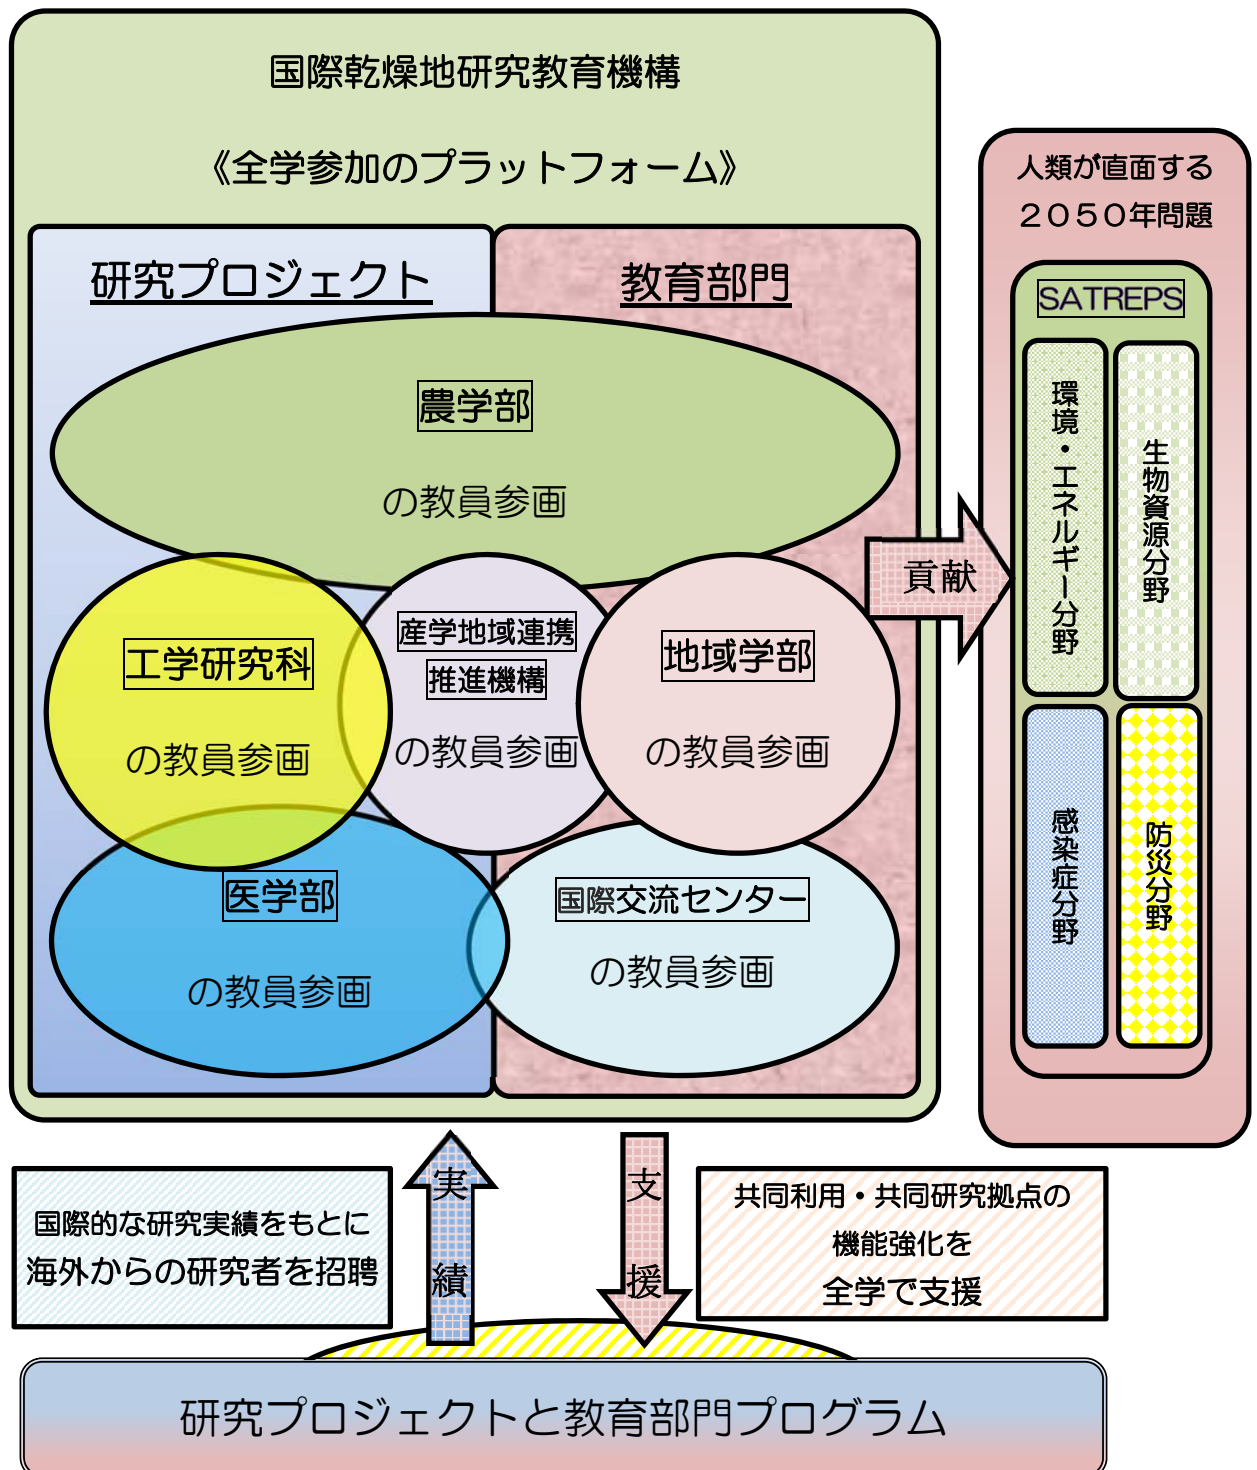 国際乾燥地研究教育機構
《全学参加のプラットフォーム》
研究プロジェクト
教育部門
農学部
の教員参画
工学研究科
の教員参画
産学地域連携
推進機構
の教員参画
地域学部
の教員参画
医学部
の教員参画
国際交流センター
の教員参画
貢献
人類が直面する
２０５０年問題
SATREPS
環境・エネルギー分野
生物資源分野
感染症分野
防災分野
国際的な研究実績をもとに
海外からの研究者を招聘
実績
支援
共同利用・共同研究拠点の
機能強化を
全学で支援
研究プロジェクトと教育部門プログラム